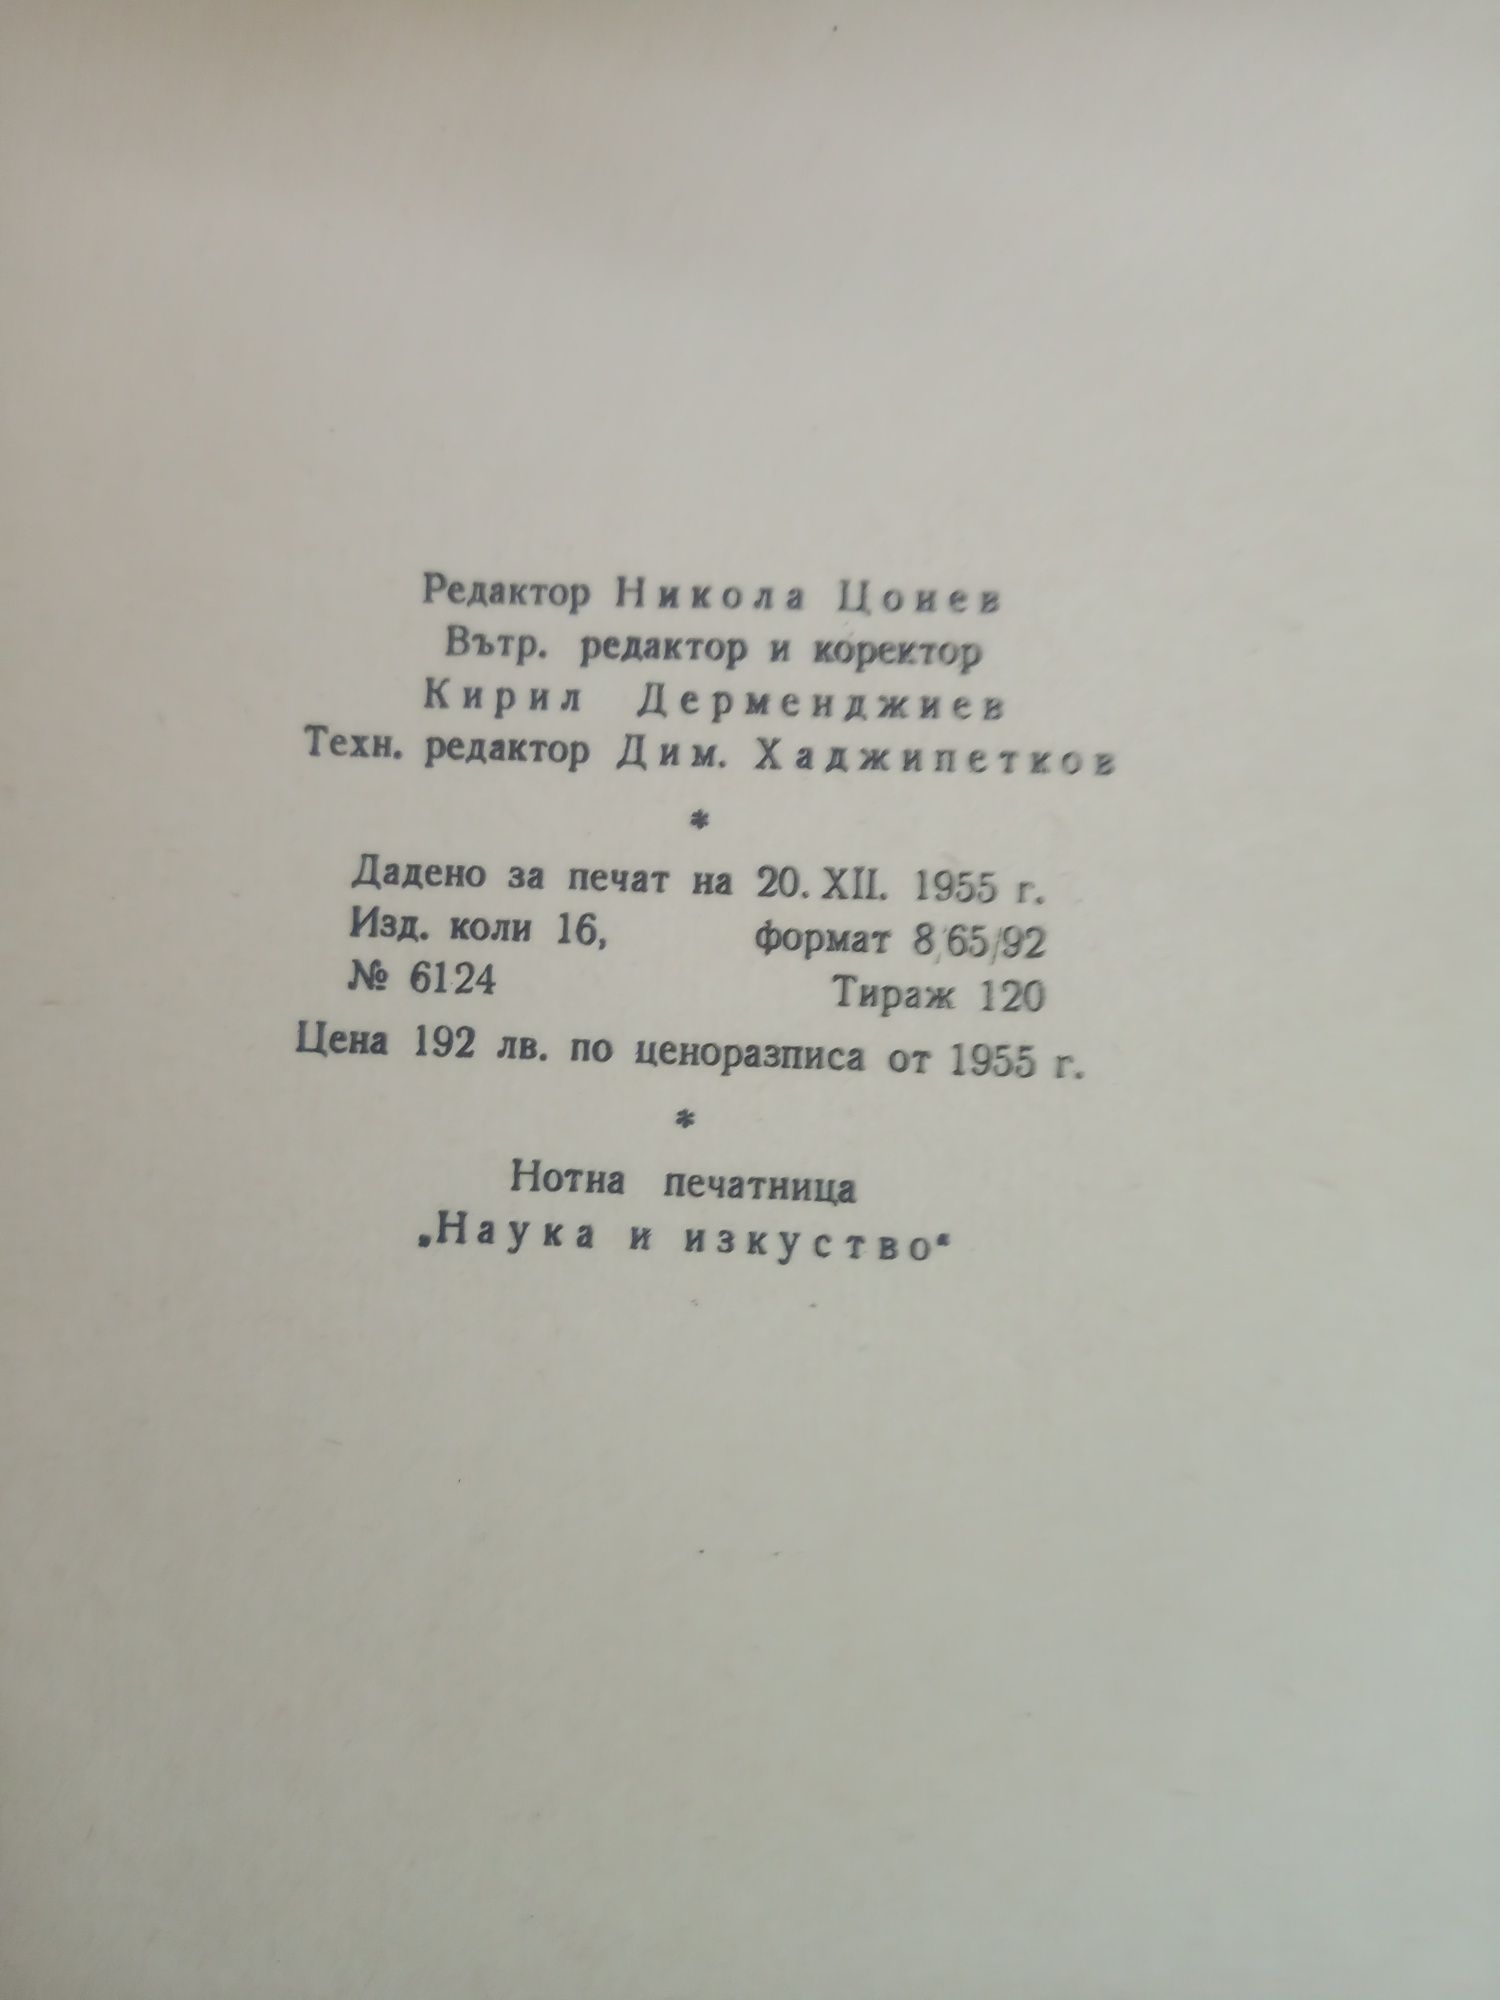 Редактор Никола Цонев
Вътр. редактор и коректор
Кирил Дерменджиев
Техн. редактор Дим. Хаджипетков
*
Дадено за печат на 20. XII. 1955 г.
Изд. коли 16, формат 8/65/92
№ 6124 Тираж 120
Цена 192 лв. по ценоразписа от 1955 г.
*
Нотна печатница
„Наука и изкуство“